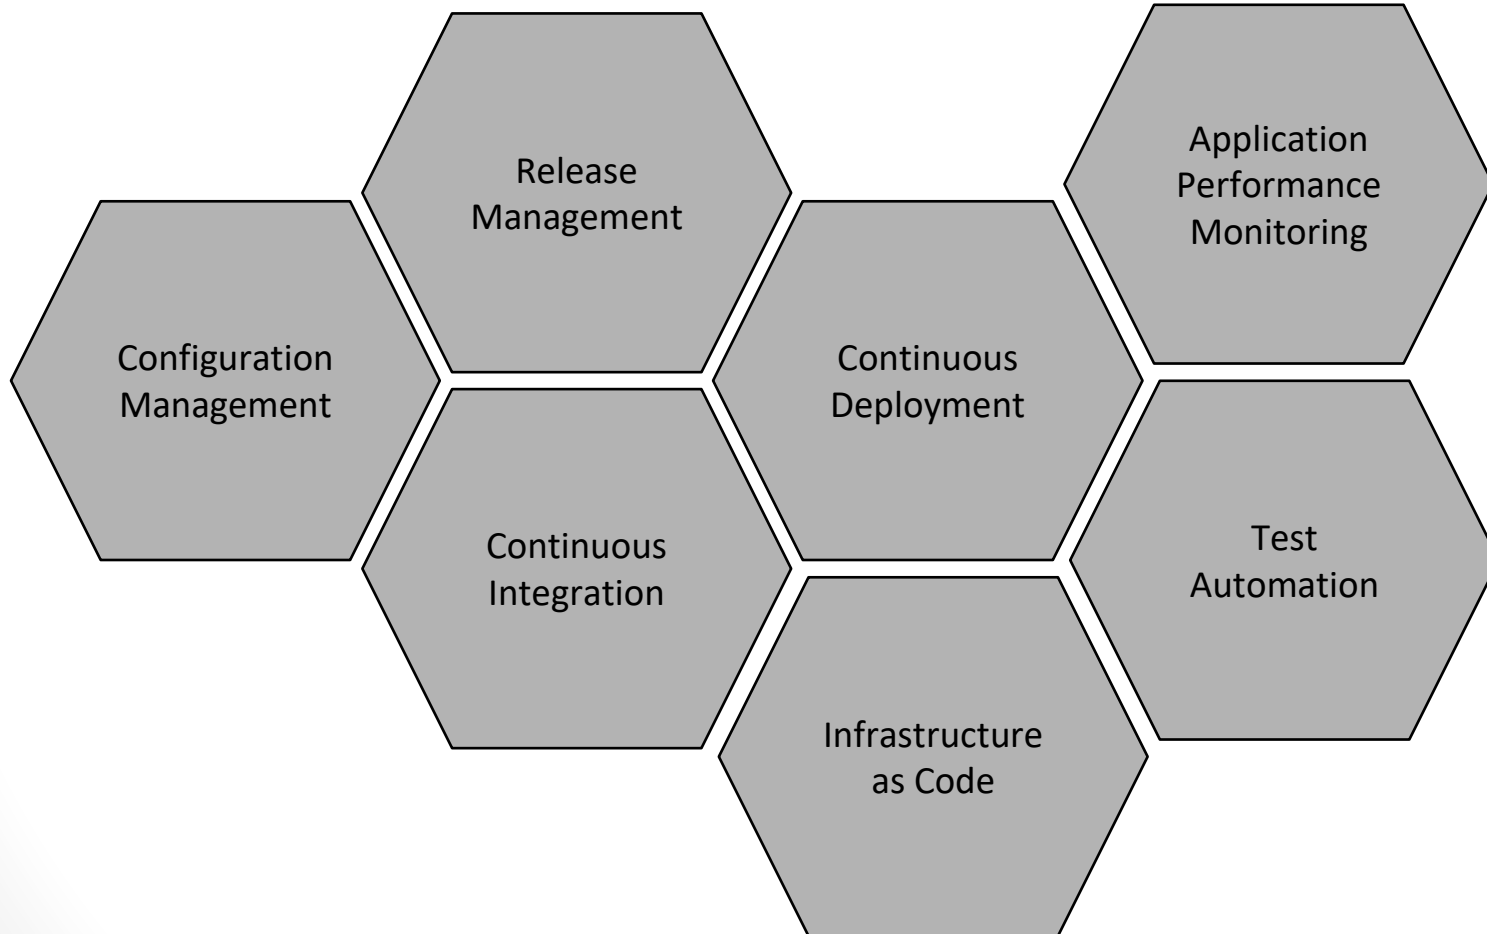 Release
Management
Application
Performance
Monitoring
Configuration
Management
Continuous
Deployment
Continuous
Integration
Test
Automation
Infrastructure
as Code